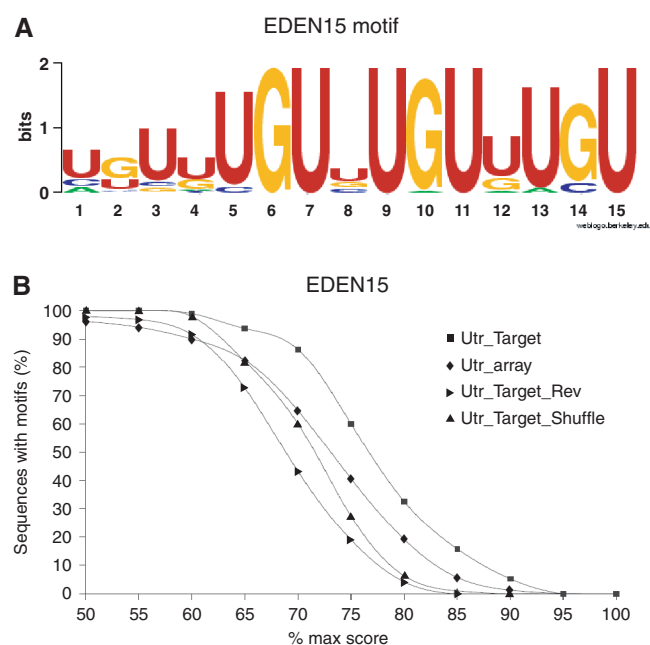 A
EDEN15 motif
bits
2
1
0
1 2 3 4 5 6 7 8 9 10 11 12 13 14 15
weblogo.berkeley.edu
B
EDEN15
Sequences with motifs (%)
100
90
80
70
60
50
40
30
20
10
0
Utr_Target
Utr_array
Utr_Target_Rev
Utr_Target_Shuffle
50 55 60 65 70 75 80 85 90 95 100
% max score